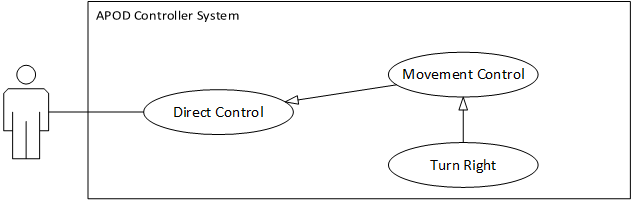 APOD Controller System
Movement Control
Direct Control
Turn Right